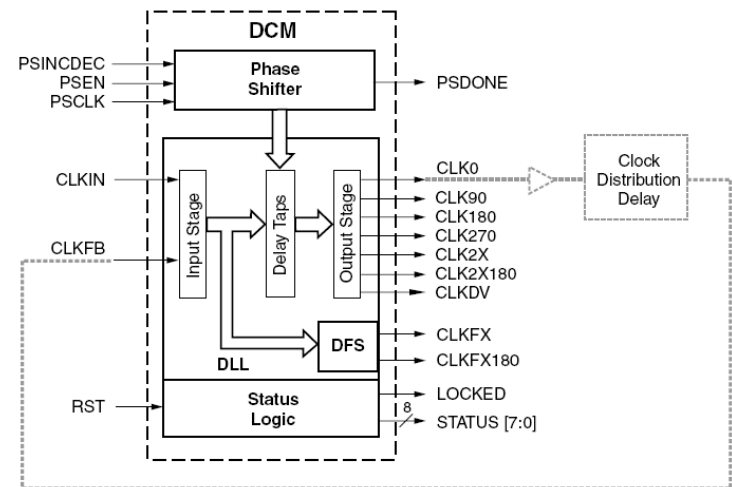 DCM
PSINCDEC
PSEN
PSCLK
Phase
Shifter
PSDONE
CLKIN
CLKFB
Input Stage
Delay Taps
Output Stage
CLK0
CLK90
CLK180
CLK270
CLK2X
CLK2X180
CLKDV
Clock
Distribution
Delay
DLL
DFS
CLKFX
CLKFX180
RST
Status
Logic
LOCKED
8
STATUS [7:0]